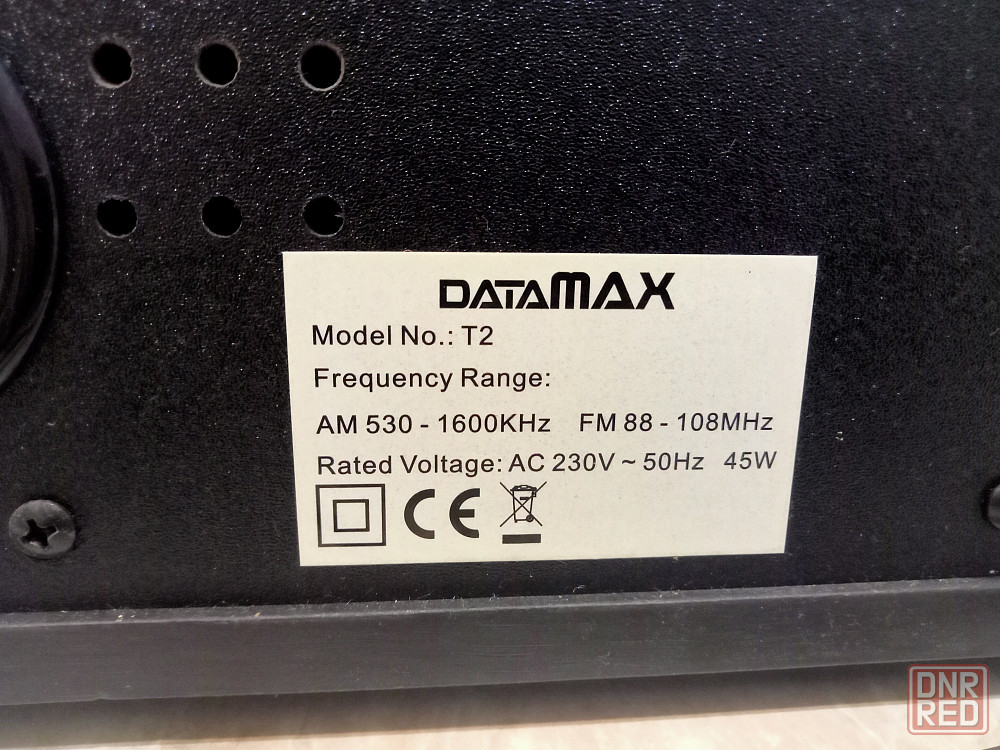 DATAMAX
Model No.: T2
Frequency Range:
AM 530 - 1600KHz FM 88 - 108MHz
Rated Voltage: AC 230V ~ 50Hz 45W
CE
DNR
RED